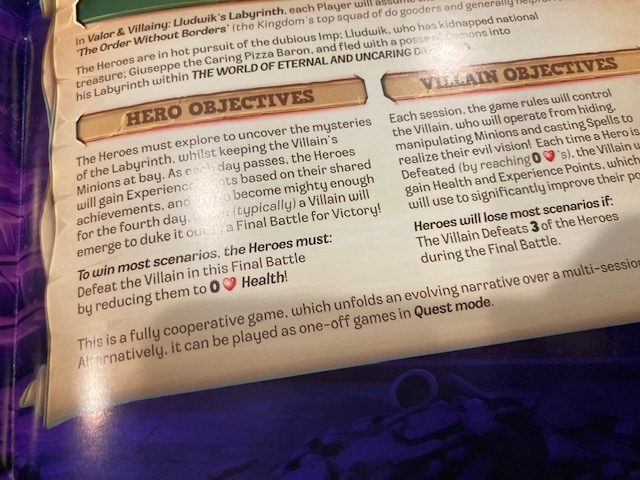 In Valor & Villainy: Lludwik's Labyrinth, each Player will assume
'The Order Without Borders' (the Kingdom's top squad of do gooders and generally
The Heroes are in hot pursuit of the dubious Imp; Lludwik, who has kidnapped national
treasure; Giuseppe the Caring Pizza Baron, and fled with a posse of Demons into
his Labyrinth within THE WORLD OF ETERNAL AND UNCARING
HERO OBJECTIVES
The Heroes must explore to uncover the mysteries
of the Labyrinth, whilst keeping the Villain's
Minions at bay. As each day passes, the Heroes
will gain Experience based on their shared
achievements, and become mighty enough
for the fourth day, (typically) a Villain will
emerge to duke it out a Final Battle for Victory!
To win most scenarios, the Heroes must:
Defeat the Villain in this Final Battle
by reducing them to 0 ❤ Health!
VILLAIN OBJECTIVES
Each session, the game rules will control
the Villain, who will operate from hiding,
manipulating Minions and casting Spells to
realize their evil vision! Each time a Hero is
Defeated (by reaching 0 ❤'s), the Villain
gain Health and Experience Points, which
will use to significantly improve their
Heroes will lose most scenarios if:
The Villain Defeats 3 of the Heroes
during the Final Battle.
This is a fully cooperative game, which unfolds an evolving narrative over a
Alternatively, it can be played as one-off games in Quest mode.